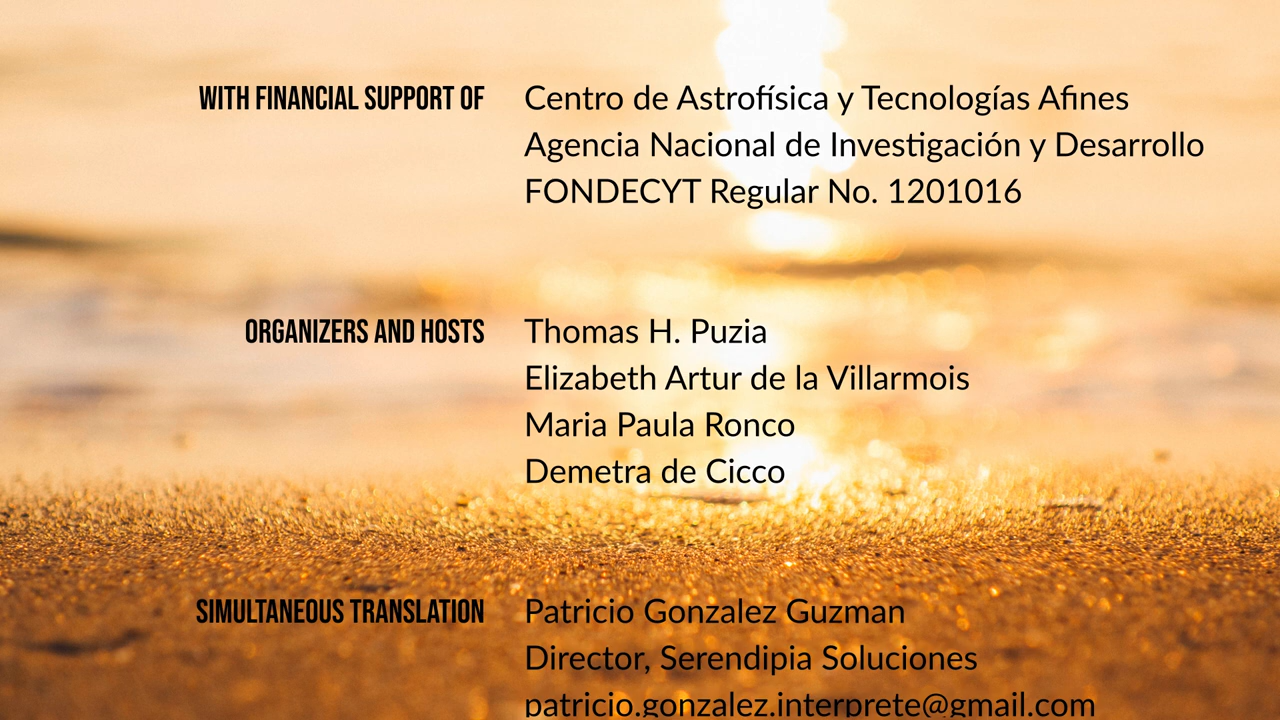 WITH FINANCIAL SUPPORT OF Centro de Astrofísica y Tecnologías Afines
Agencia Nacional de Investigación y Desarrollo
FONDECYT Regular No. 1201016
ORGANIZERS AND HOSTS Thomas H. Puzia
Elizabeth Artur de la Villarmois
Maria Paula Ronco
Demetra de Cicco
SIMULTANEOUS TRANSLATION Patricio Gonzalez Guzman
Director, Serendipia Soluciones
patricio.gonzalez.interprete@gmail.com